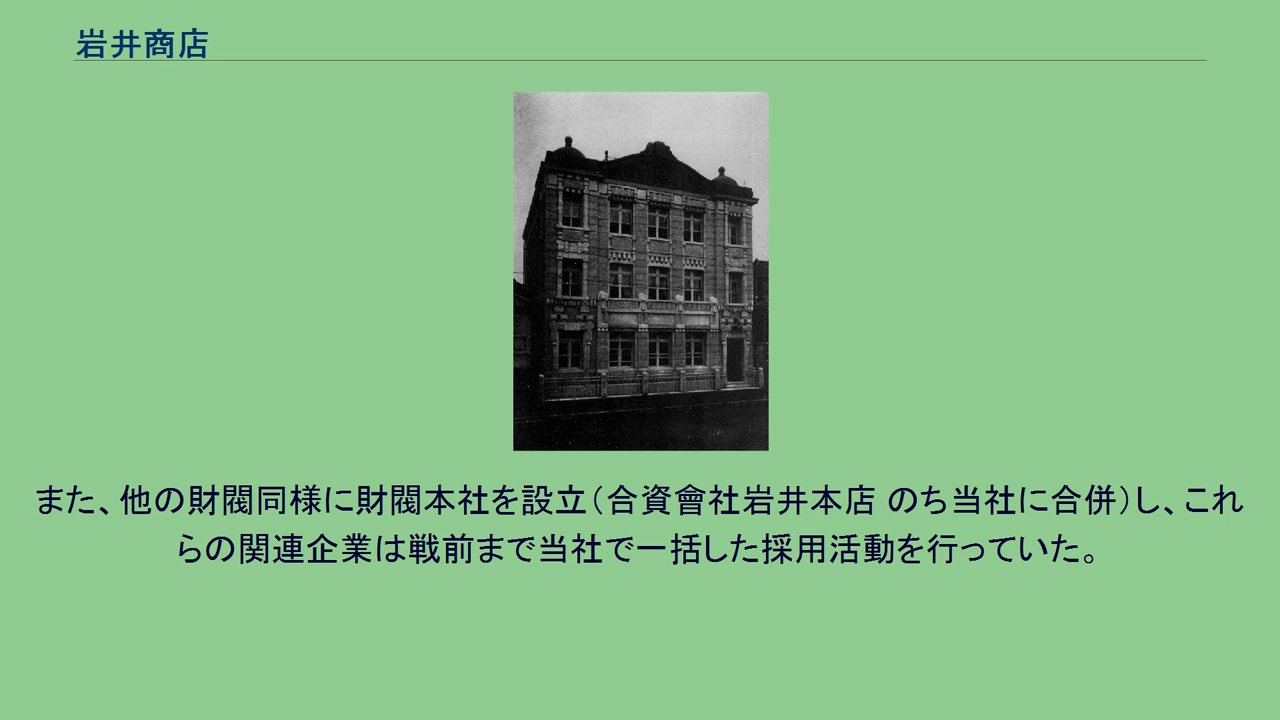 岩井商店
また、他の財閥同様に財閥本社を設立（合資會社岩井本店 のち当社に合併）し、これ
らの関連企業は戦前まで当社で一括した採用活動を行っていた。